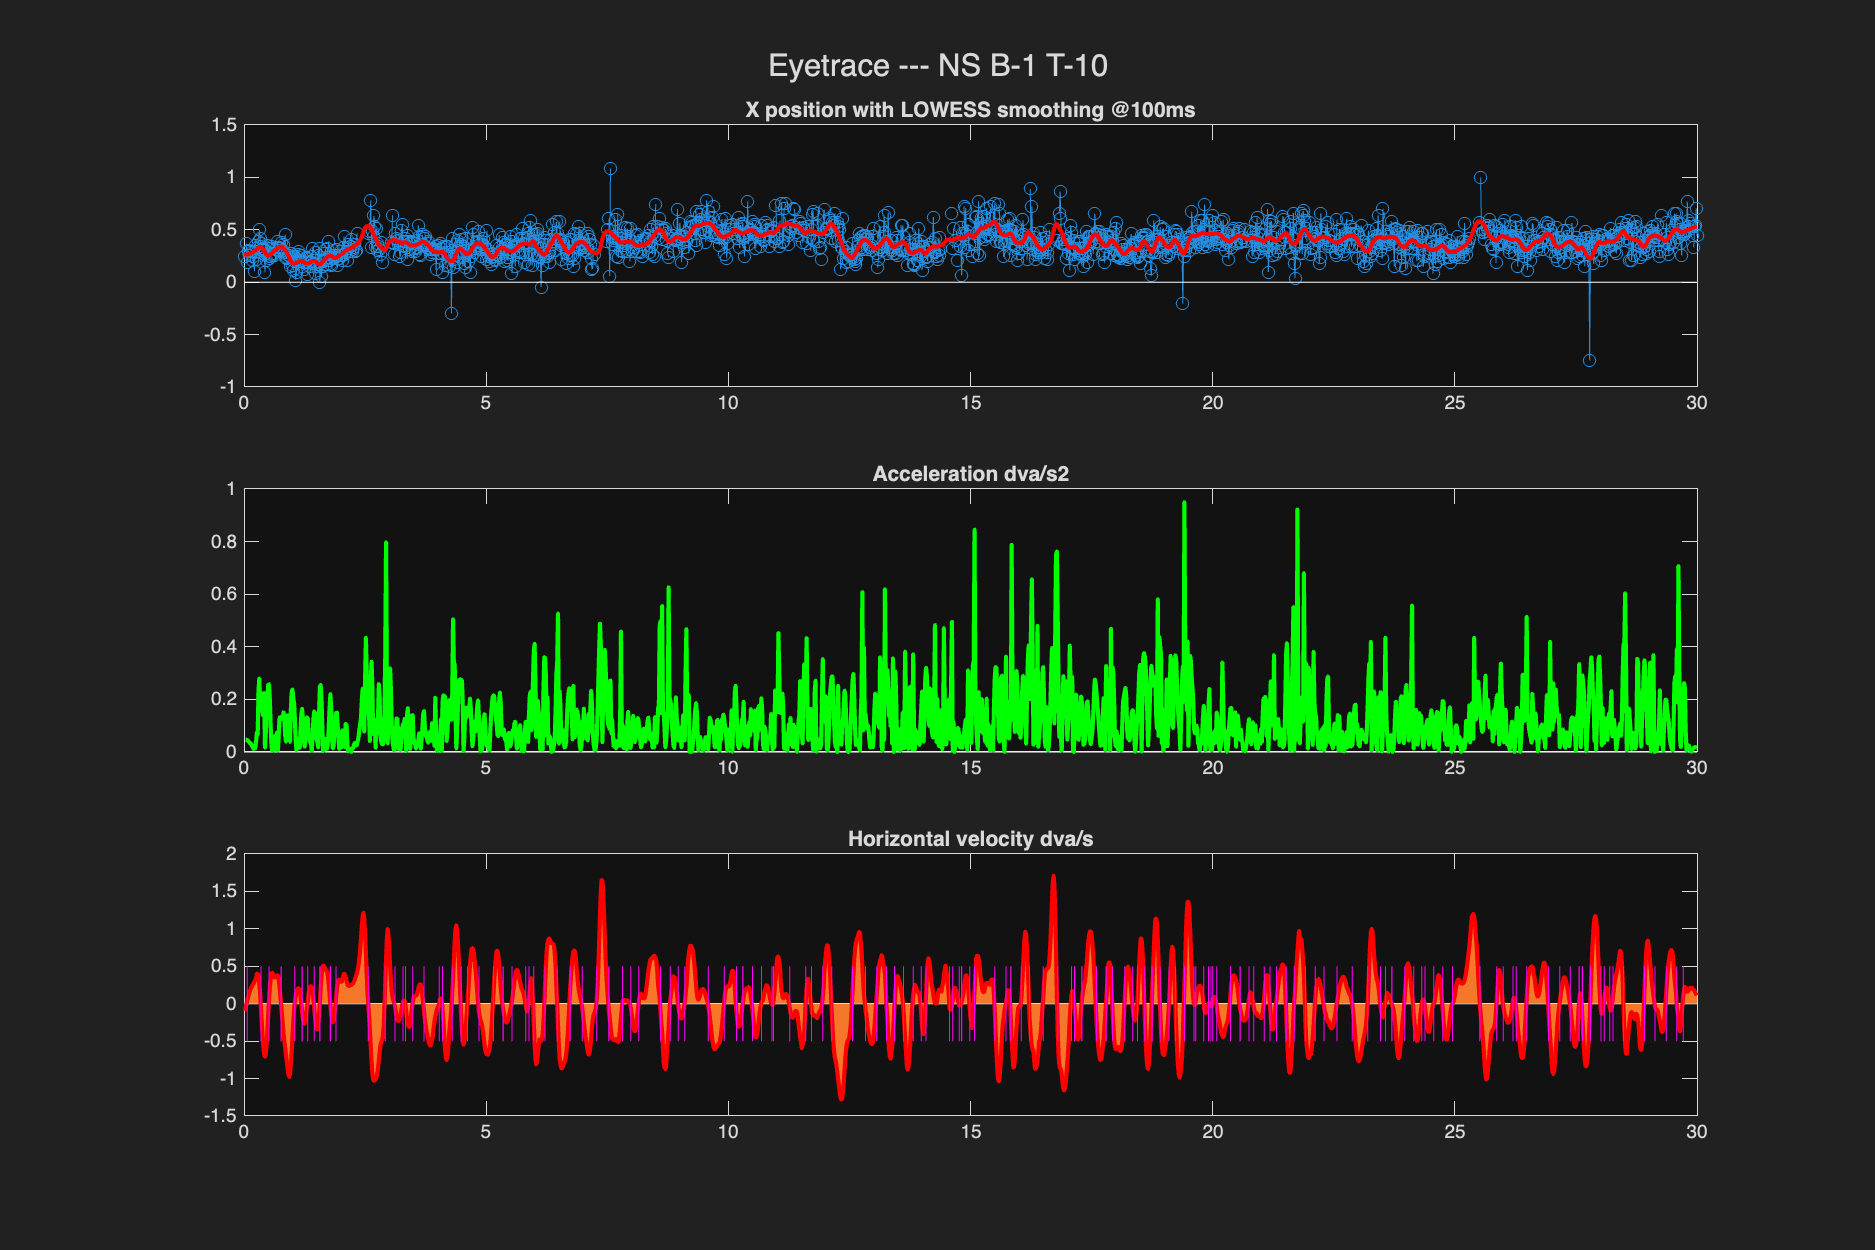 Eyetrace --- NS B-1 T-10
X position with LOWESS smoothing @100ms
1.5
1
0.5
0
-0.5
-1
0 5 10 15 20 25 30
Acceleration dva/s2
1
0.8
0.6
0.4
0.2
0
0 5 10 15 20 25 30
Horizontal velocity dva/s
2
1.5
1
0.5
0
-0.5
-1
-1.5
0 5 10 15 20 25 30